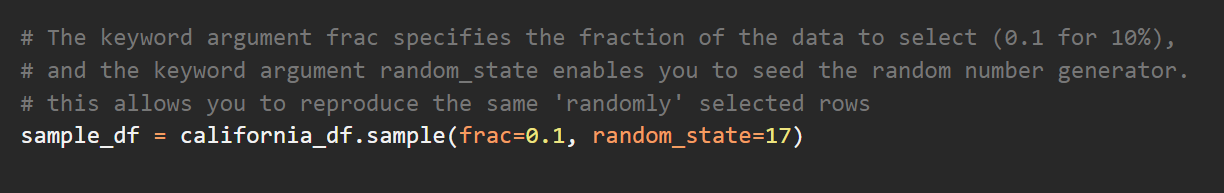 # The keyword argument frac specifies the fraction of the data to select (0.1 for 10%),
# and the keyword argument random_state enables you to seed the random number generator.
# this allows you to reproduce the same 'randomly' selected rows
sample_df = california_df.sample(frac=0.1, random_state=17)